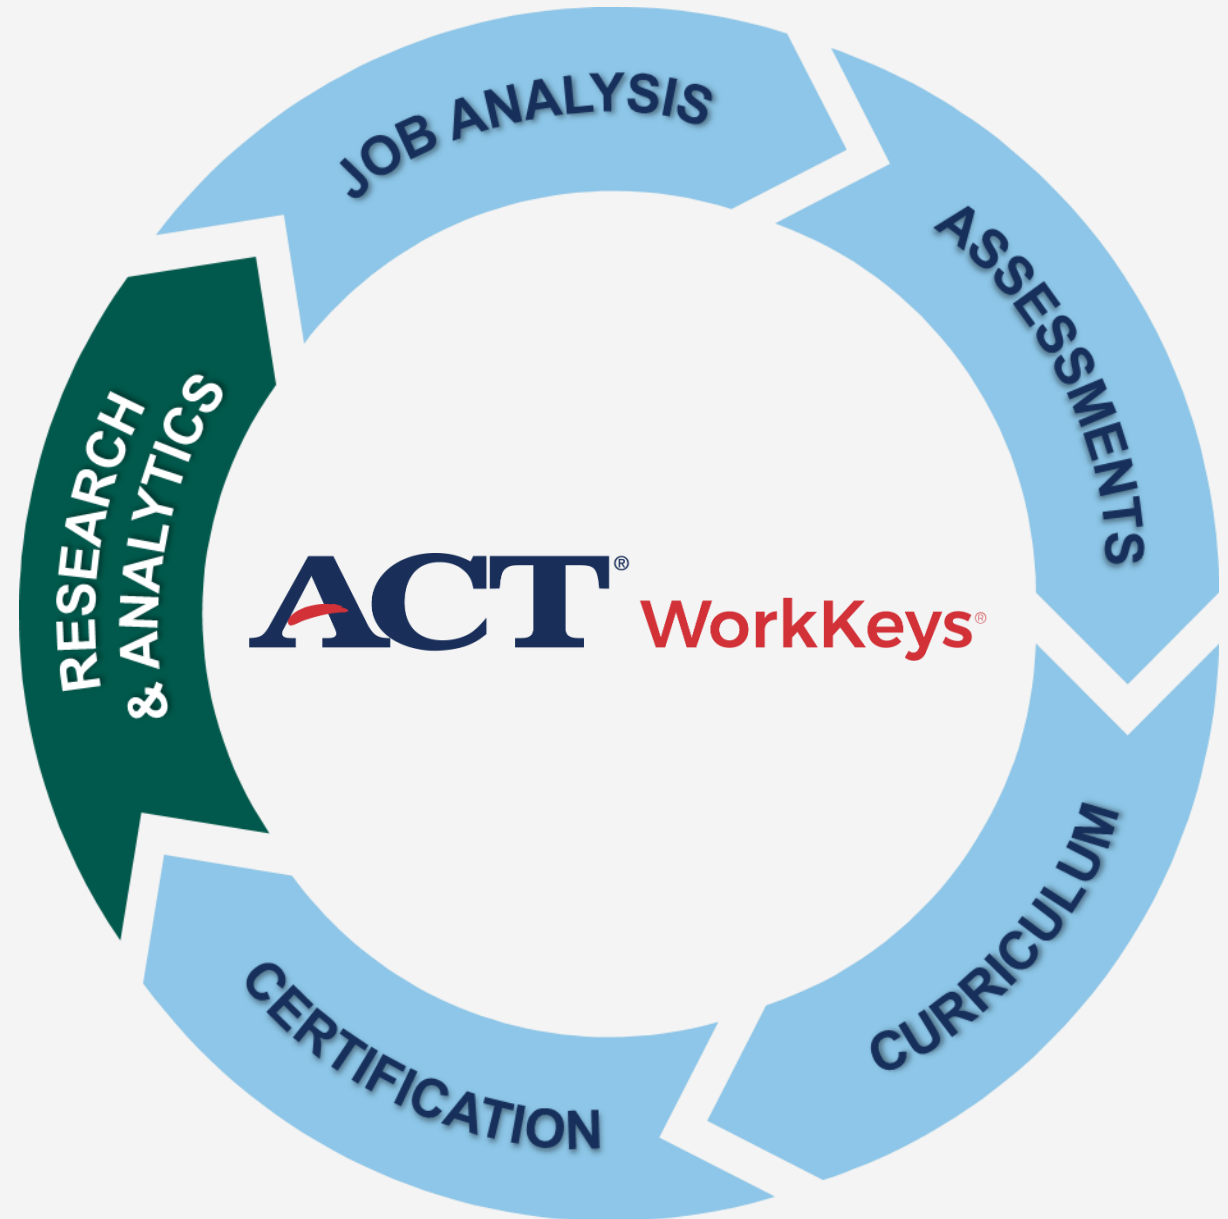 JOB ANALYSIS
ASSESSMENTS
CURRICULUM
CERTIFICATION
RESEARCH
& ANALYTICS
ACT® WorkKeys®